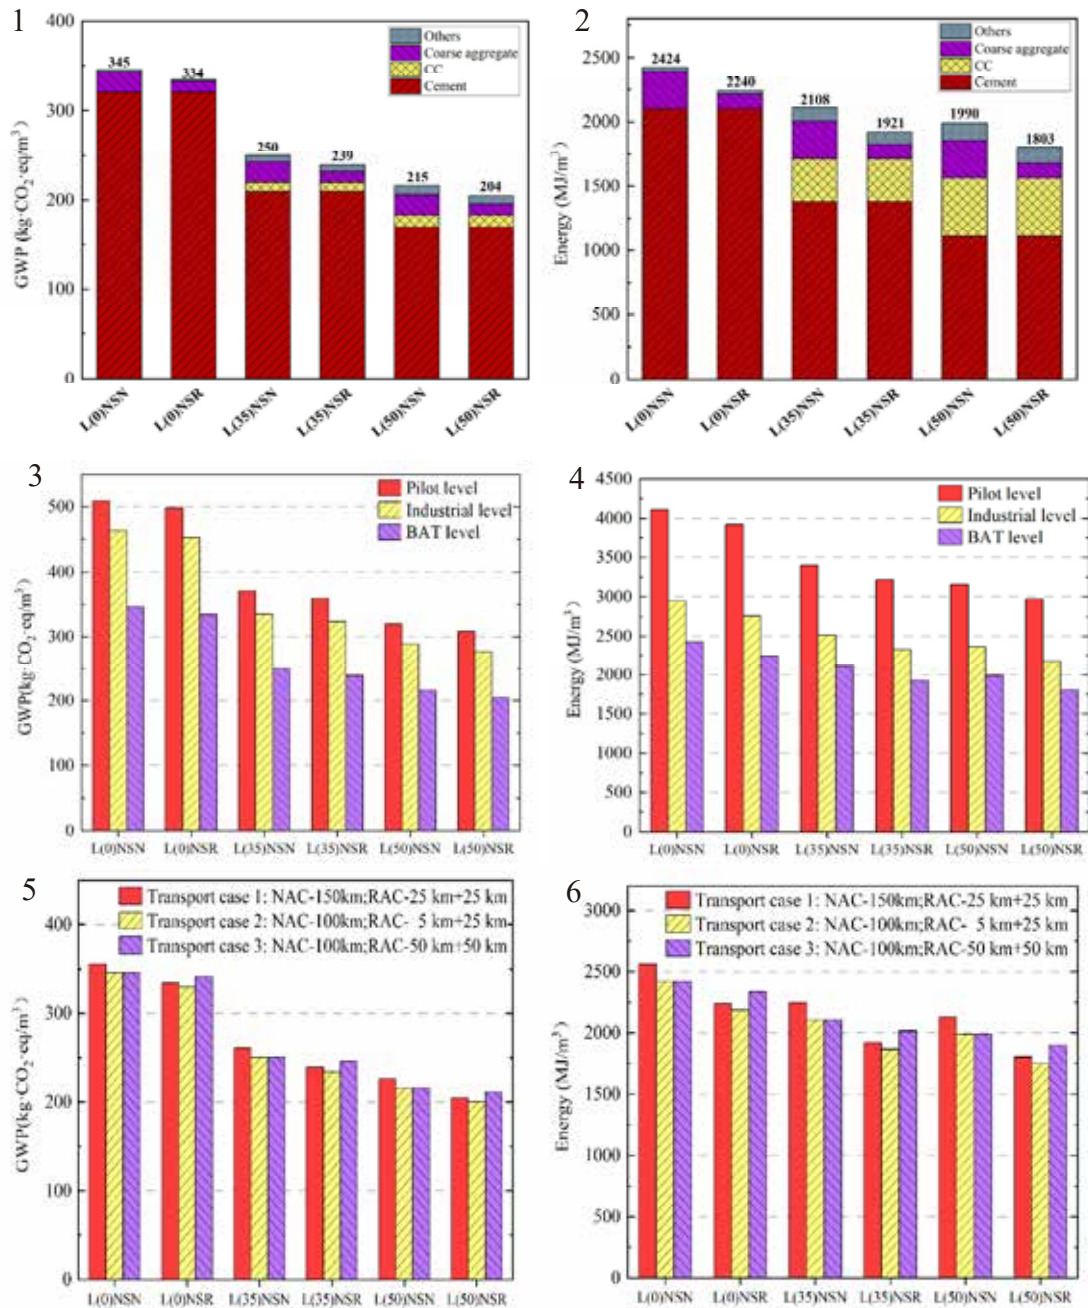 1
GWP (kg·CO₂·eq/m³)
400
300
200
100
0
Others
Coarse aggregate
CC
Cement
345
334
250
239
215
204
L(0)NSN
L(0)NSR
L(35)NSN
L(35)NSR
L(50)NSN
L(50)NSR
2
Energy (MJ/m³)
2500
2000
1500
1000
500
0
Others
Coarse aggregate
CC
Cement
2424
2240
2108
1921
1990
1803
L(0)NSN
L(0)NSR
L(35)NSN
L(35)NSR
L(50)NSN
L(50)NSR
3
GWP(kg·□O₂·eq/m³)
500
400
300
200
100
0
Pilot level
Industrial level
BAT level
L(0)NSN
L(0)NSR
L(35)NSN
L(35)NSR
L(50)NSN
L(50)NSR
4
Energy (MJ/m³)
4500
4000
3500
3000
2500
2000
1500
1000
500
0
Pilot level
Industrial level
BAT level
L(0)NSN
L(0)NSR
L(35)NSN
L(35)NSR
L(50)NSN
L(50)NSR
5
GWP(kg·CO₂·eq/m³)
400
300
200
100
0
Transport case 1: NAC-150km;RAC-25 km+25 km
Transport case 2: NAC-100km;RAC- 5 km+25 km
Transport case 3: NAC-100km;RAC-50 km+50 km
L(0)NSN
L(0)NSR
L(35)NSN
L(35)NSR
L(50)NSN
L(50)NSR
6
Energy (MJ/m³)
3000
2500
2000
1500
1000
500
0
Transport case 1: NAC-150km;RAC-25 km+25 km
Transport case 2: NAC-100km;RAC- 5 km+25 km
Transport case 3: NAC-100km;RAC-50 km+50 km
L(0)NSN
L(0)NSR
L(35)NSN
L(35)NSR
L(50)NSN
L(50)NSR